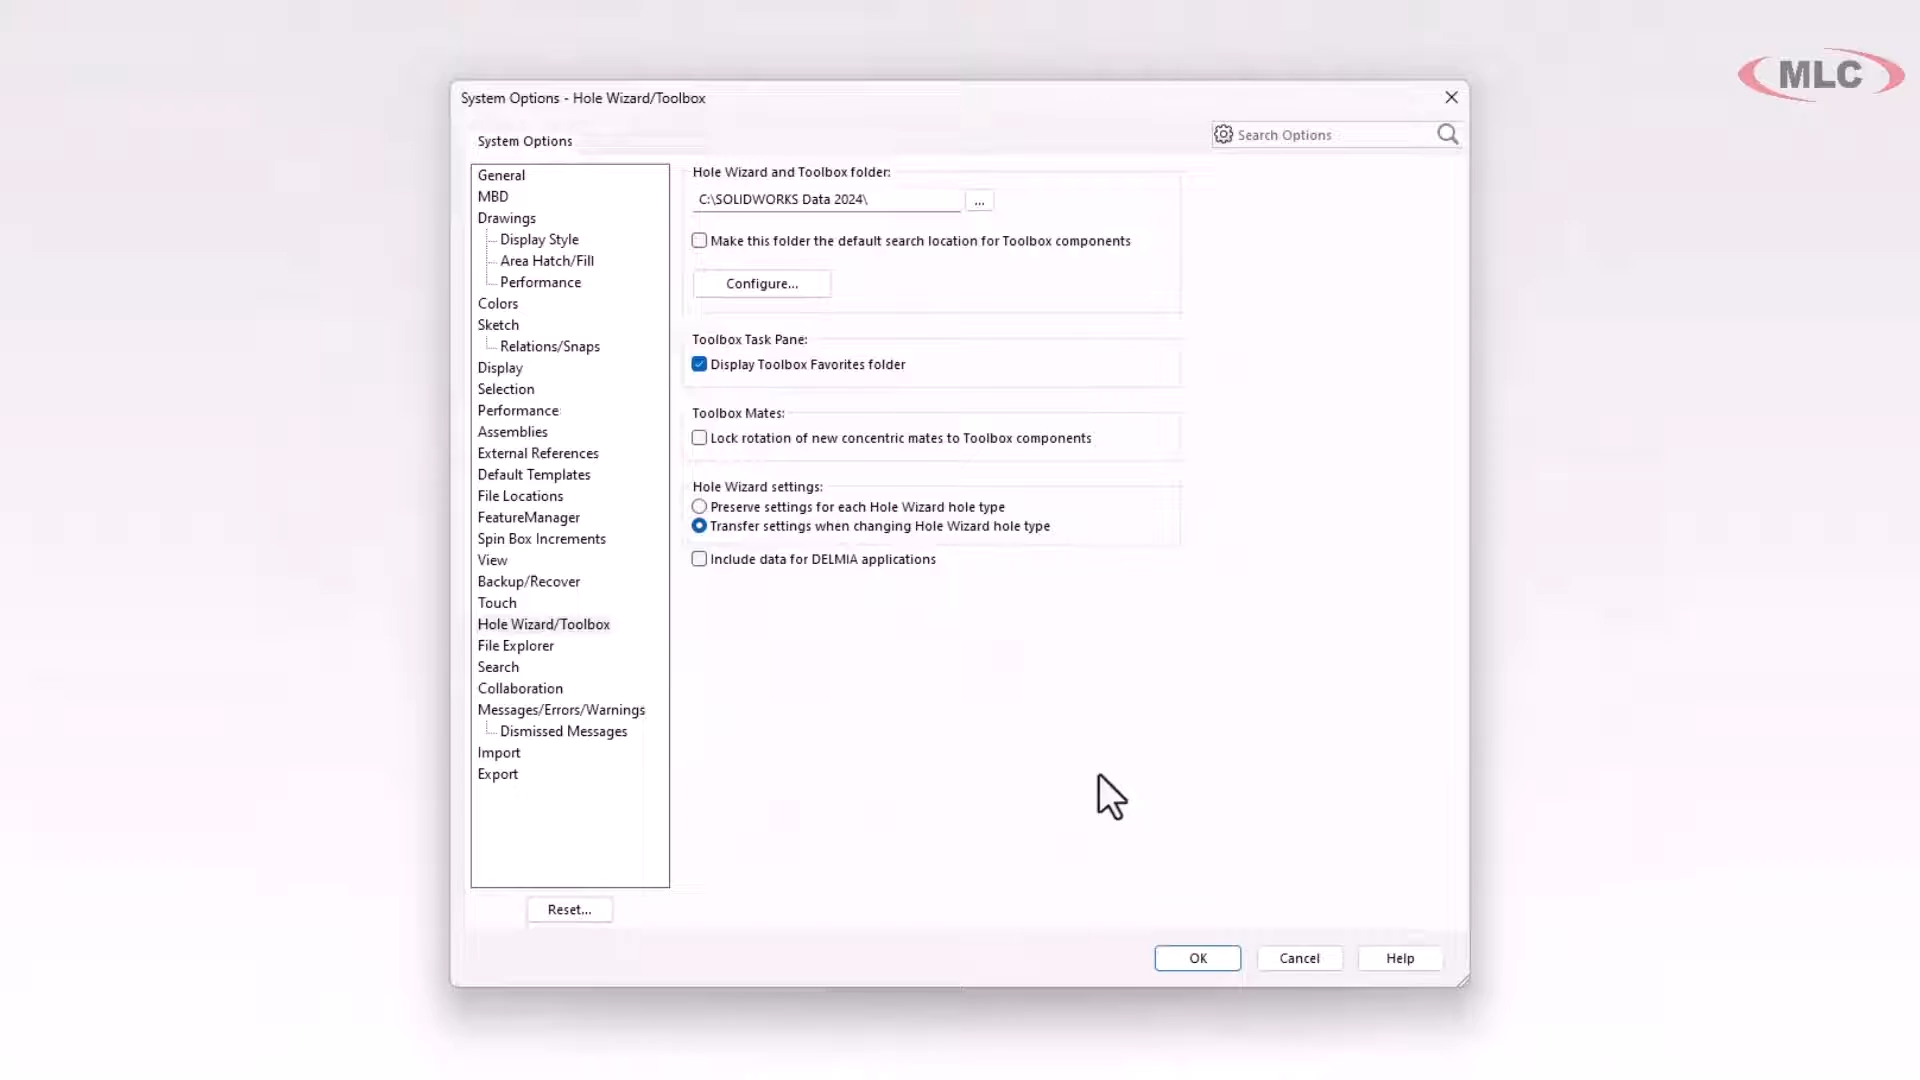 MLC
System Options - Hole Wizard/Toolbox
Search Options
System Options
General
MBD
Drawings
Display Style
Area Hatch/Fill
Performance
Colors
Sketch
Relations/Snaps
Display
Selection
Performance
Assemblies
External References
Default Templates
File Locations
FeatureManager
Spin Box Increments
View
Backup/Recover
Touch
Hole Wizard/Toolbox
File Explorer
Search
Collaboration
Messages/Errors/Warnings
Dismissed Messages
Import
Export
Reset...
Hole Wizard and Toolbox folder:
C:\SOLIDWORKS Data 2024\
...
Make this folder the default search location for Toolbox components
Configure...
Toolbox Task Pane:
Display Toolbox Favorites folder
Toolbox Mates:
Lock rotation of new concentric mates to Toolbox components
Hole Wizard settings:
Preserve settings for each Hole Wizard hole type
Transfer settings when changing Hole Wizard hole type
Include data for DELMIA applications
OK
Cancel
Help